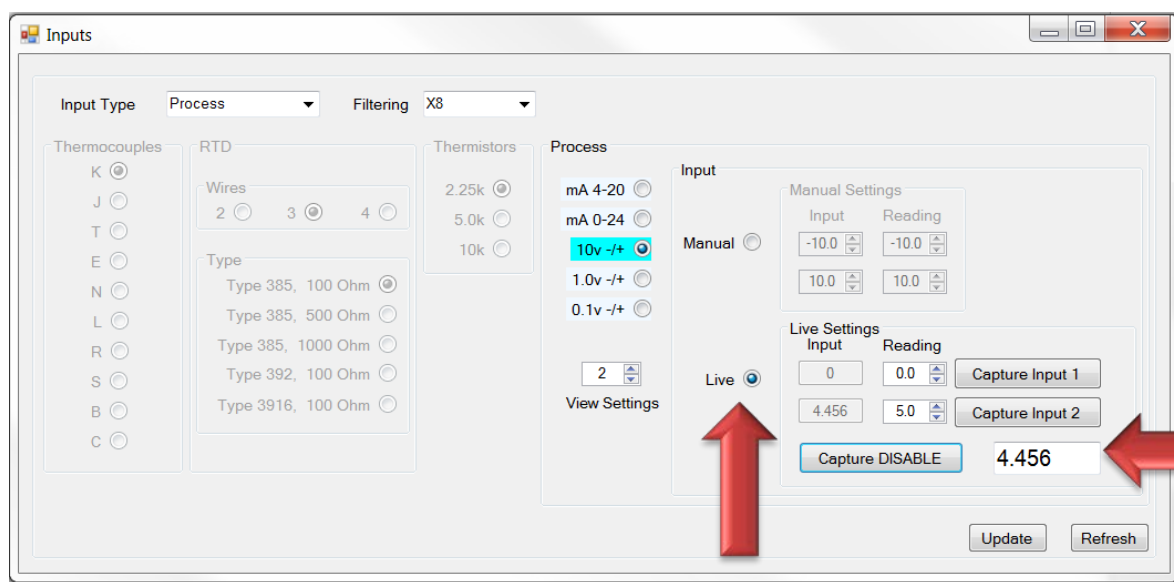 Inputs
Input Type Process Filtering X8
Thermocouples
K
J
T
E
N
L
R
S
B
C
RTD
Wires
2 3 4
Type
Type 385, 100 Ohm
Type 385, 500 Ohm
Type 385, 1000 Ohm
Type 392, 100 Ohm
Type 3916, 100 Ohm
Thermistors
2.25k
5.0k
10k
Process
mA 4-20
mA 0-24
10v -/+
1.0v -/+
0.1v -/+
2
View Settings
Input
Manual
Manual Settings
Input Reading
-10.0 -10.0
10.0 10.0
Live
Live Settings
Input Reading
0 0.0 Capture Input 1
4.456 5.0 Capture Input 2
Capture DISABLE 4.456
Update Refresh